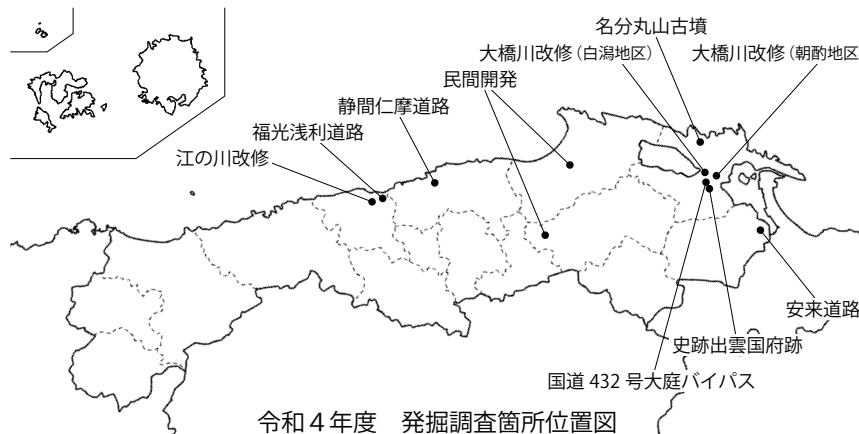 名分丸山古墳
大橋川改修（白潟地区）
大橋川改修（朝酌地区
民間開発
静間仁摩道路
福光浅利道路
江の川改修
安来道路
史跡出雲国府跡
国道 432 号大庭バイパス
令和４年度　発掘調査箇所位置図